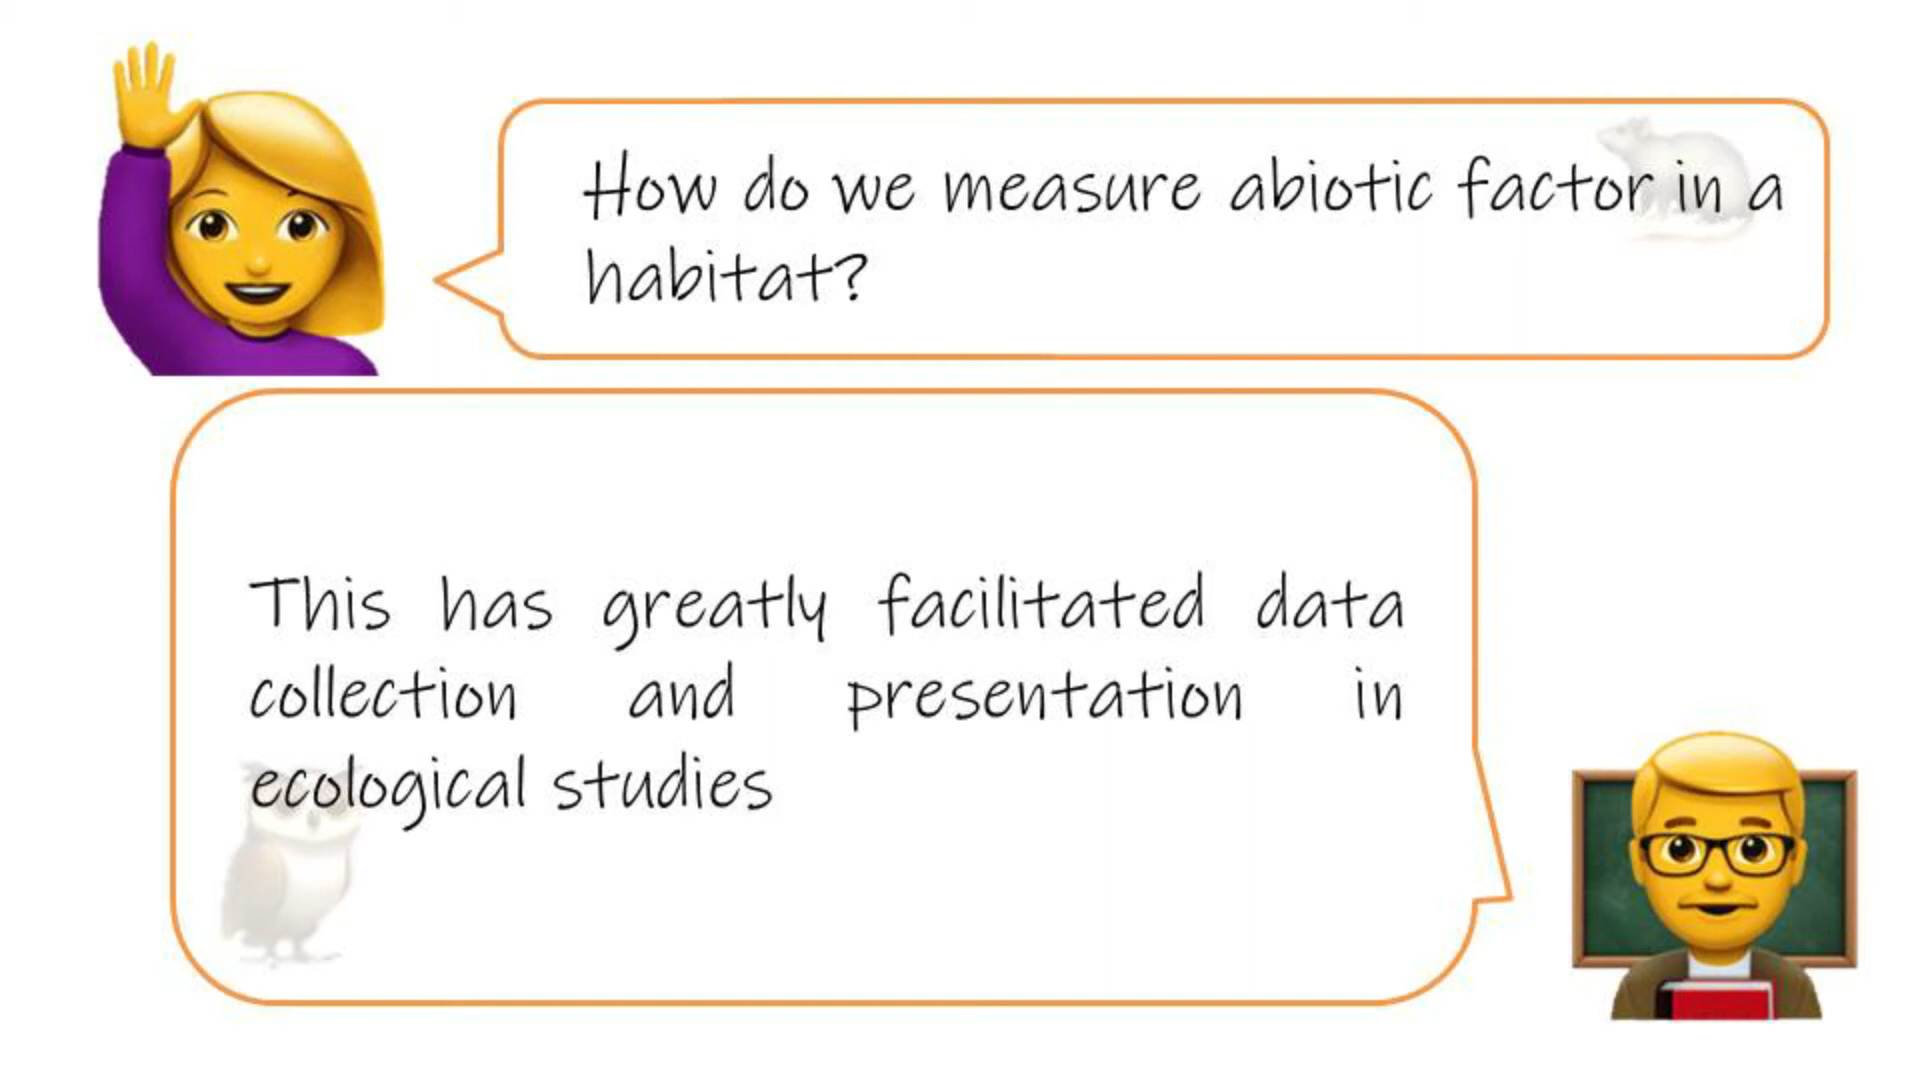 How do we measure abiotic factor in a
habitat?
This has greatly facilitated data
collection and presentation in
ecological studies